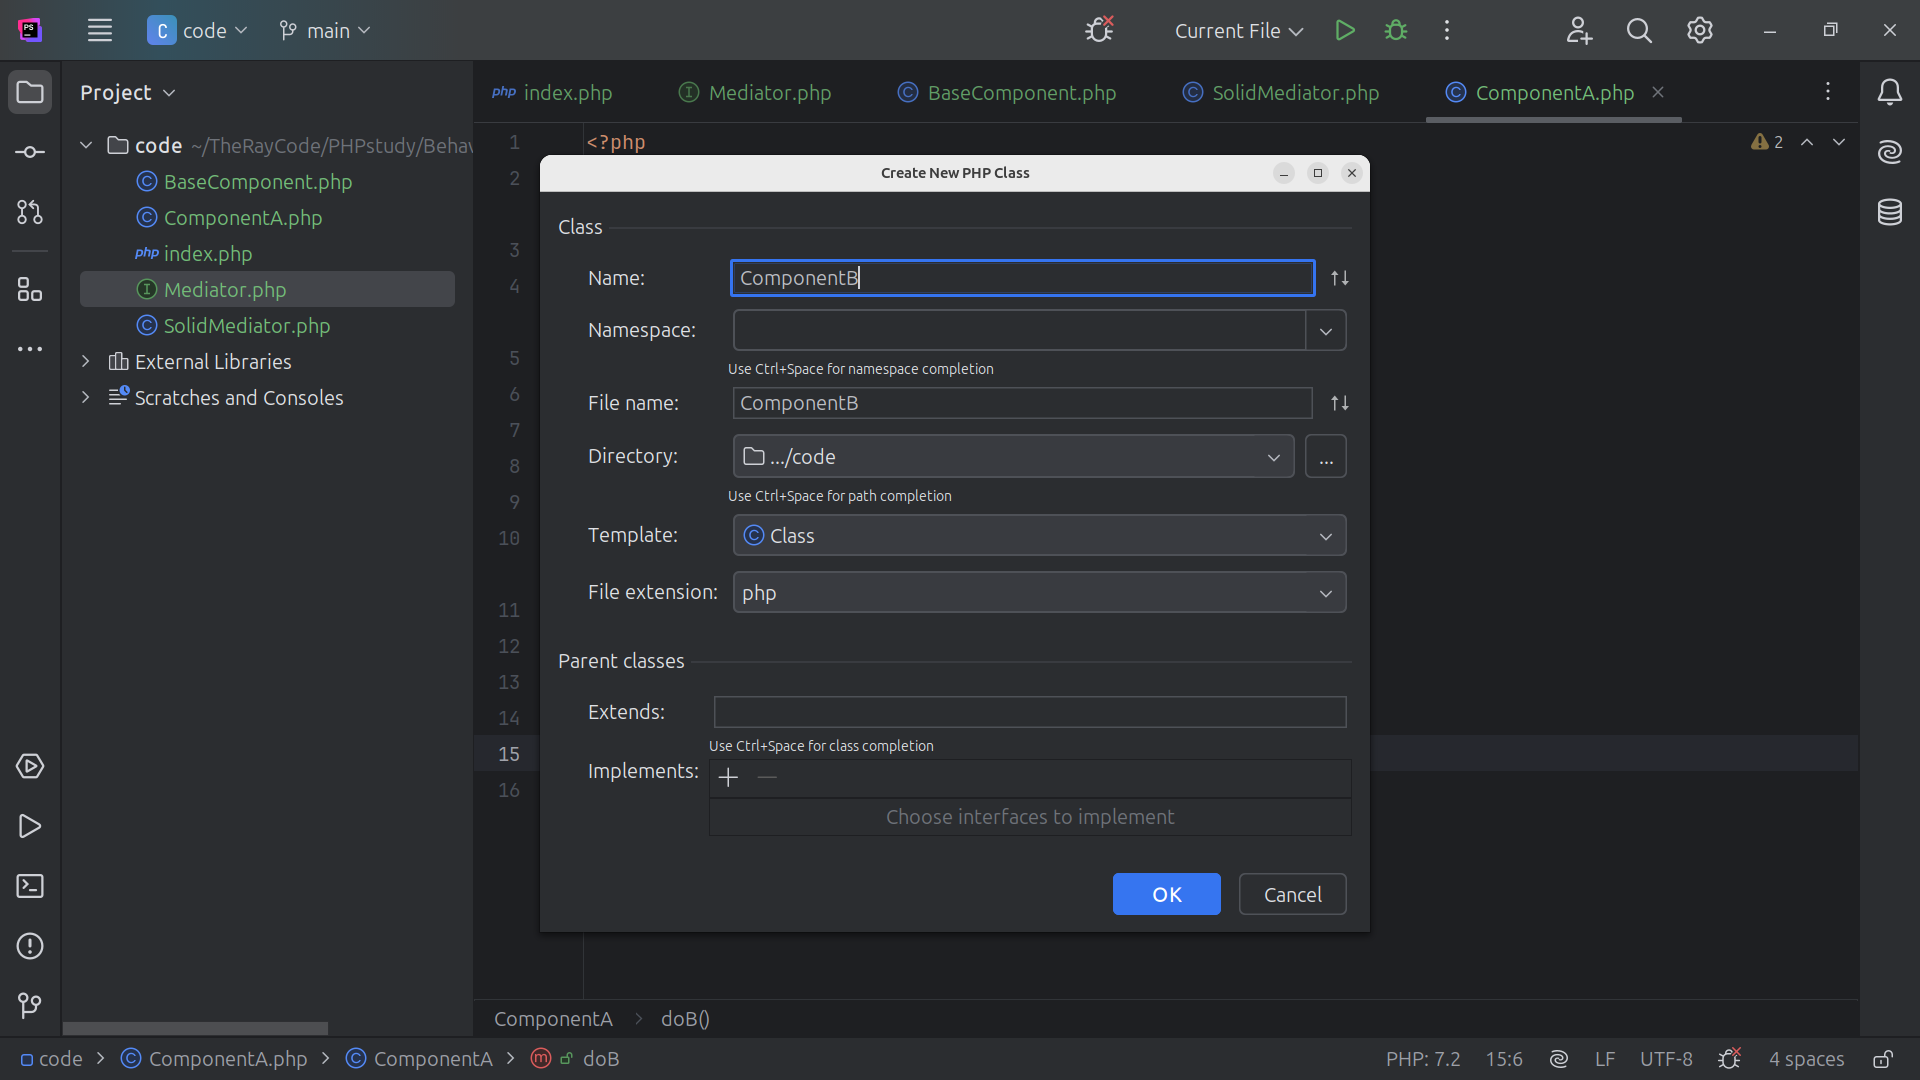 PS
C code
main
Current File
Project
php index.php
Mediator.php
BaseComponent.php
SolidMediator.php
ComponentA.php
code ~/TheRayCode/PHPstudy/Behav
BaseComponent.php
ComponentA.php
php index.php
Mediator.php
SolidMediator.php
External Libraries
Scratches and Consoles
1 <?php
2
3
4
5
6
7
8
9
10
11
12
13
14
15
16
2
Create New PHP Class
Class
Name: ComponentB
Namespace:
Use Ctrl+Space for namespace completion
File name: ComponentB
Directory: .../code ...
Use Ctrl+Space for path completion
Template: C Class
File extension: php
Parent classes
Extends:
Use Ctrl+Space for class completion
Implements:
Choose interfaces to implement
OK Cancel
ComponentA > doB()
code > ComponentA.php > ComponentA > m doB
PHP: 7.2 15:6 LF UTF-8 4 spaces